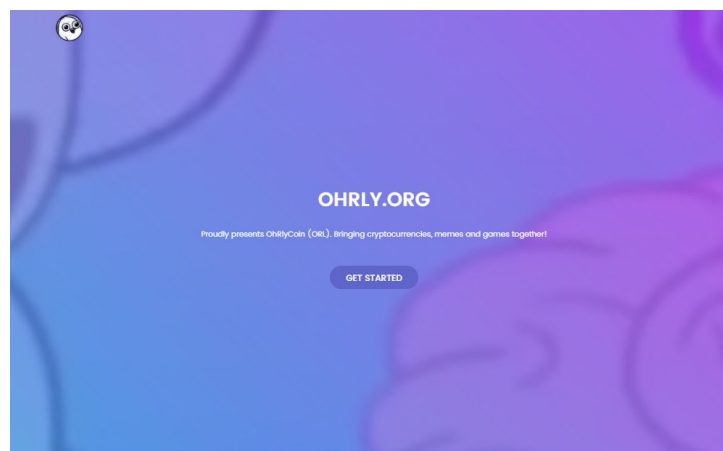 OHRLY.ORG
Proudly presents OhRlyCoin (ORL). Bringing cryptocurrencies, memes and games together!
GET STARTED